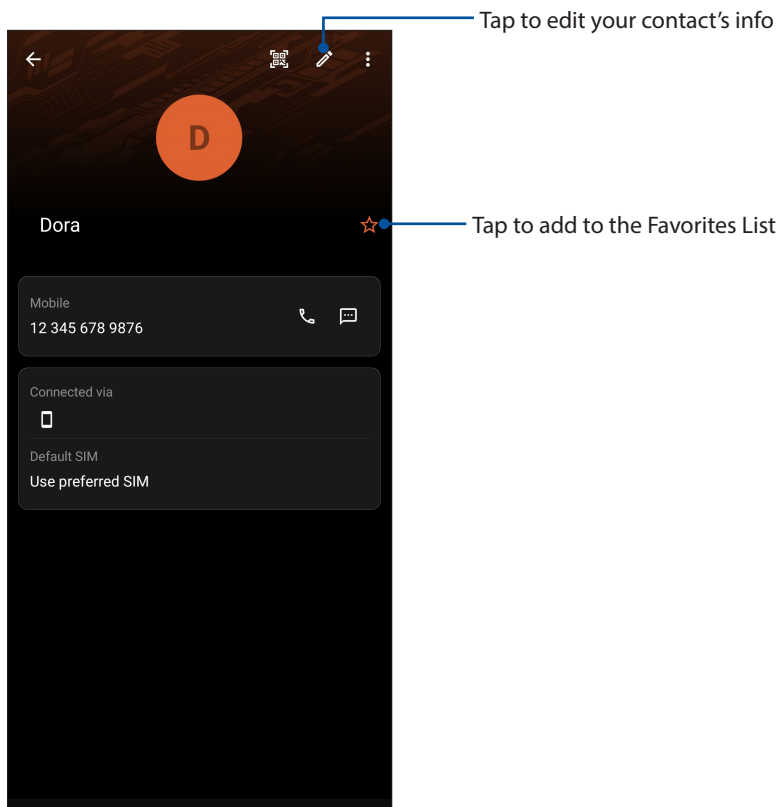 Tap to edit your contact’s info
D
Dora
Tap to add to the Favorites List
Mobile
12 345 678 9876
Connected via
Default SIM
Use preferred SIM